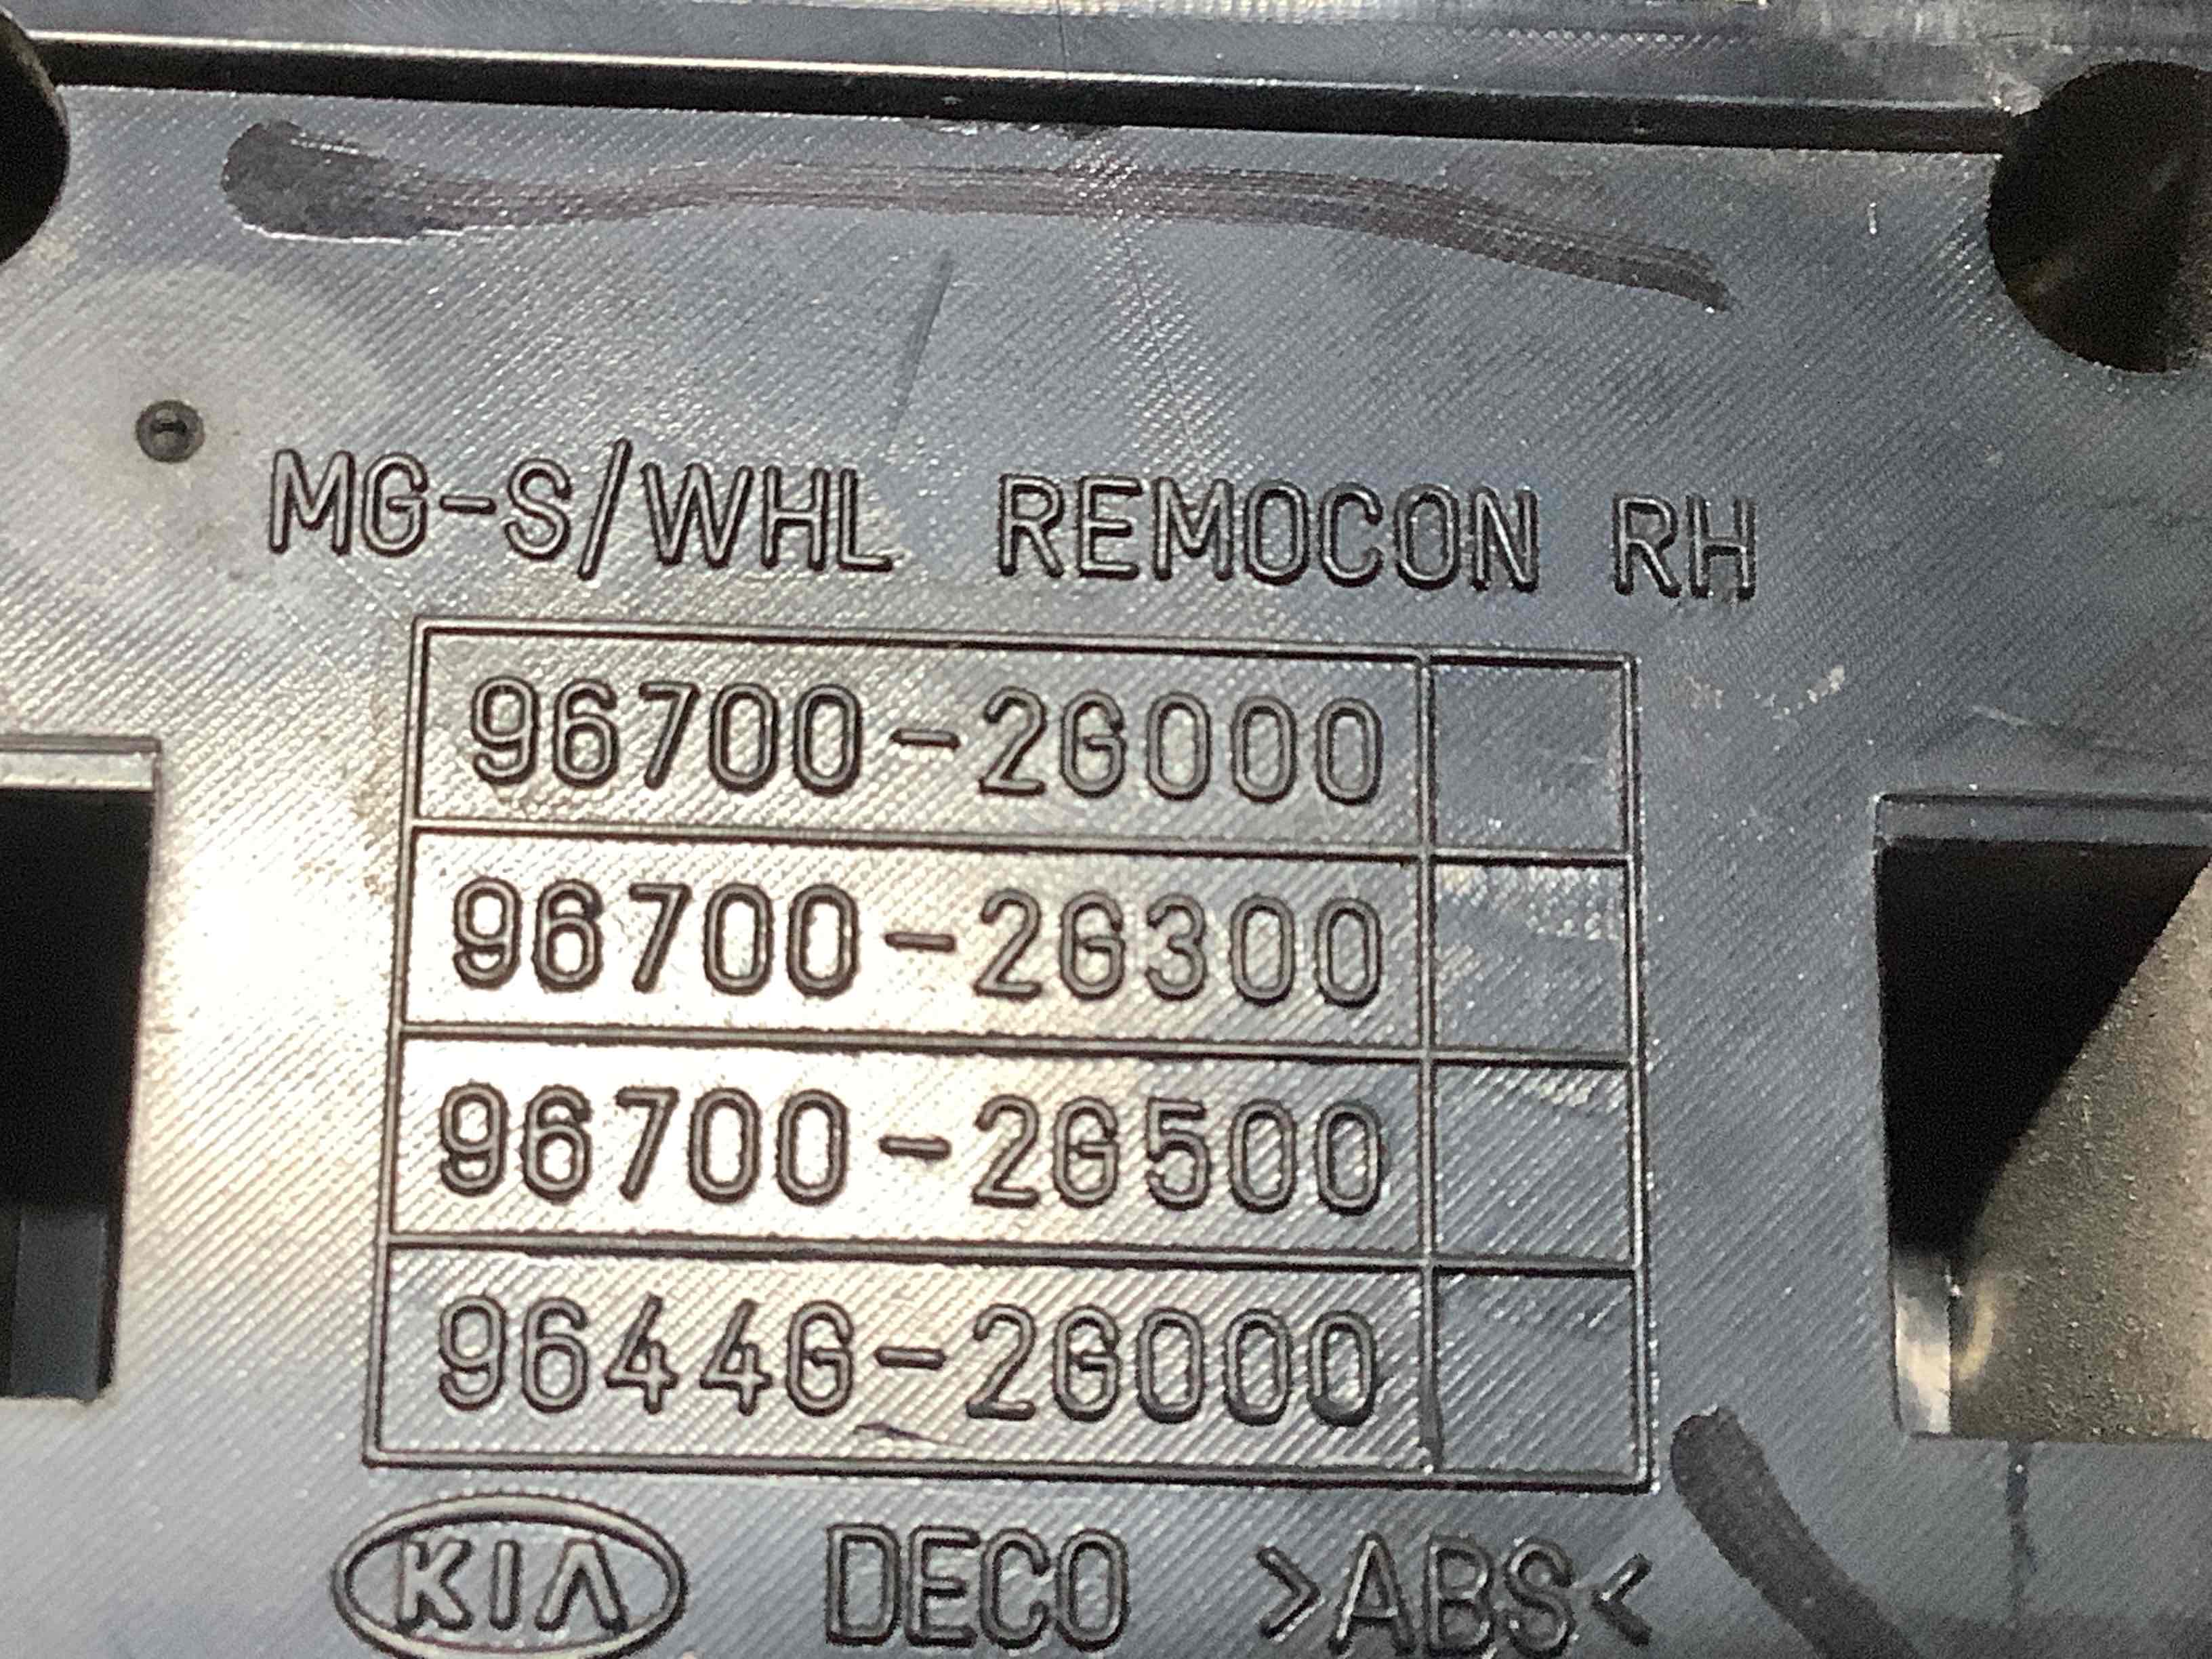 MG-S/WHL REMOCON RH
96700-2G000
96700-2G300
96700-2G500
9644G-2G000
KIA DECO >ABS<